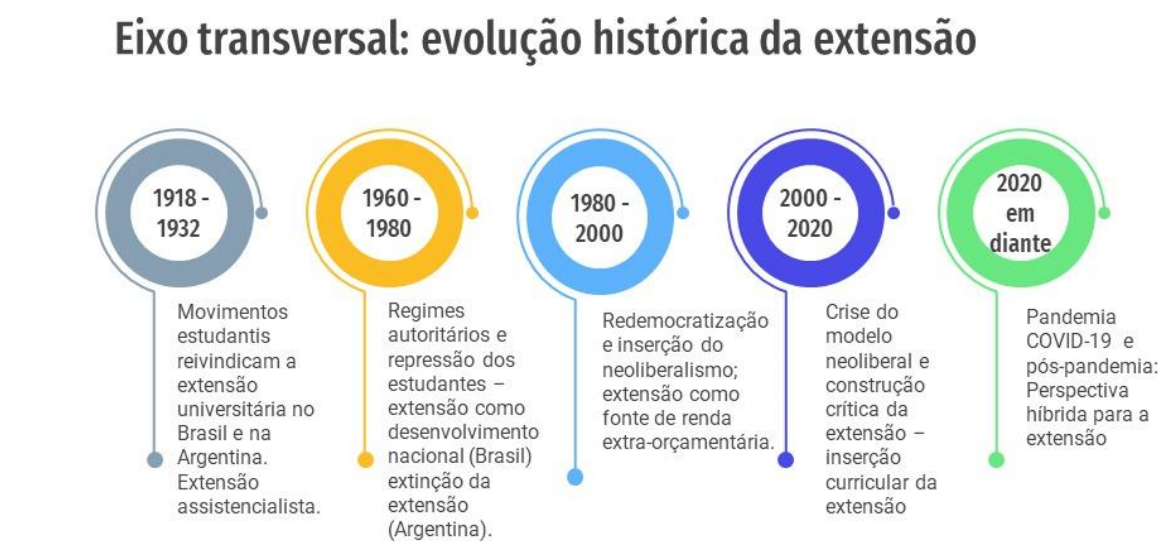 Eixo transversal: evolução histórica da extensão
1918 -
1932
Movimentos
estudantis
reivindicam a
extensão
universitária no
Brasil e na
Argentina.
Extensão
assistencialista.
1960 -
1980
Regimes
autoritários e
repressão dos
estudantes –
extensão como
desenvolvimento
nacional (Brasil)
extinção da
extensão
(Argentina).
1980 -
2000
Redemocratização
e inserção do
neoliberalismo;
extensão como
fonte de renda
extra-orçamentária.
2000 -
2020
Crise do
modelo
neoliberal e
construção
crítica da
extensão –
inserção
curricular da
extensão
2020
em
diante
Pandemia
COVID-19 e
pós-pandemia:
Perspectiva
híbrida para a
extensão